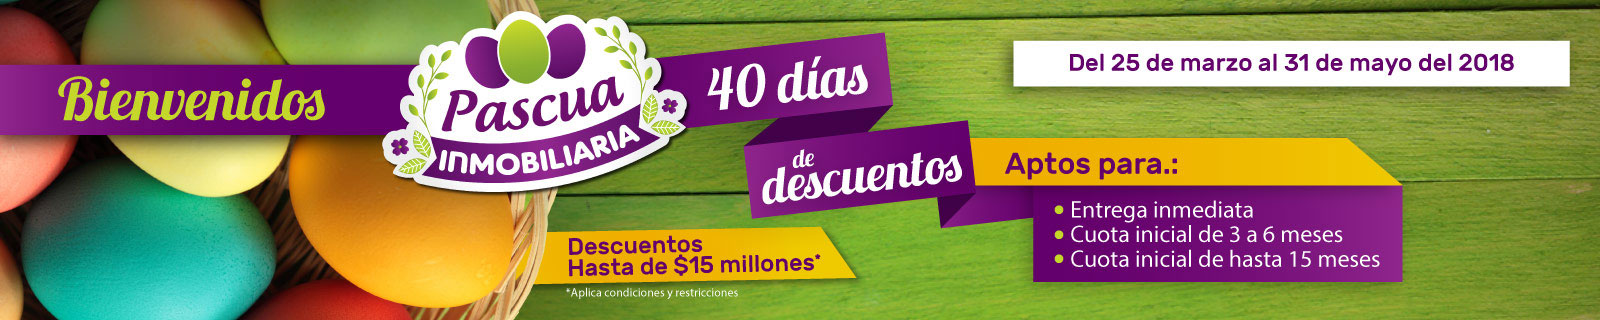 Bienvenidos
Pascua
INMOBILIARIA
40 días
de
descuentos
Descuentos
Hasta de $15 millones*
*Aplica condiciones y restricciones
Del 25 de marzo al 31 de mayo del 2018
Aptos para.:
• Entrega inmediata
• Cuota inicial de 3 a 6 meses
• Cuota inicial de hasta 15 meses